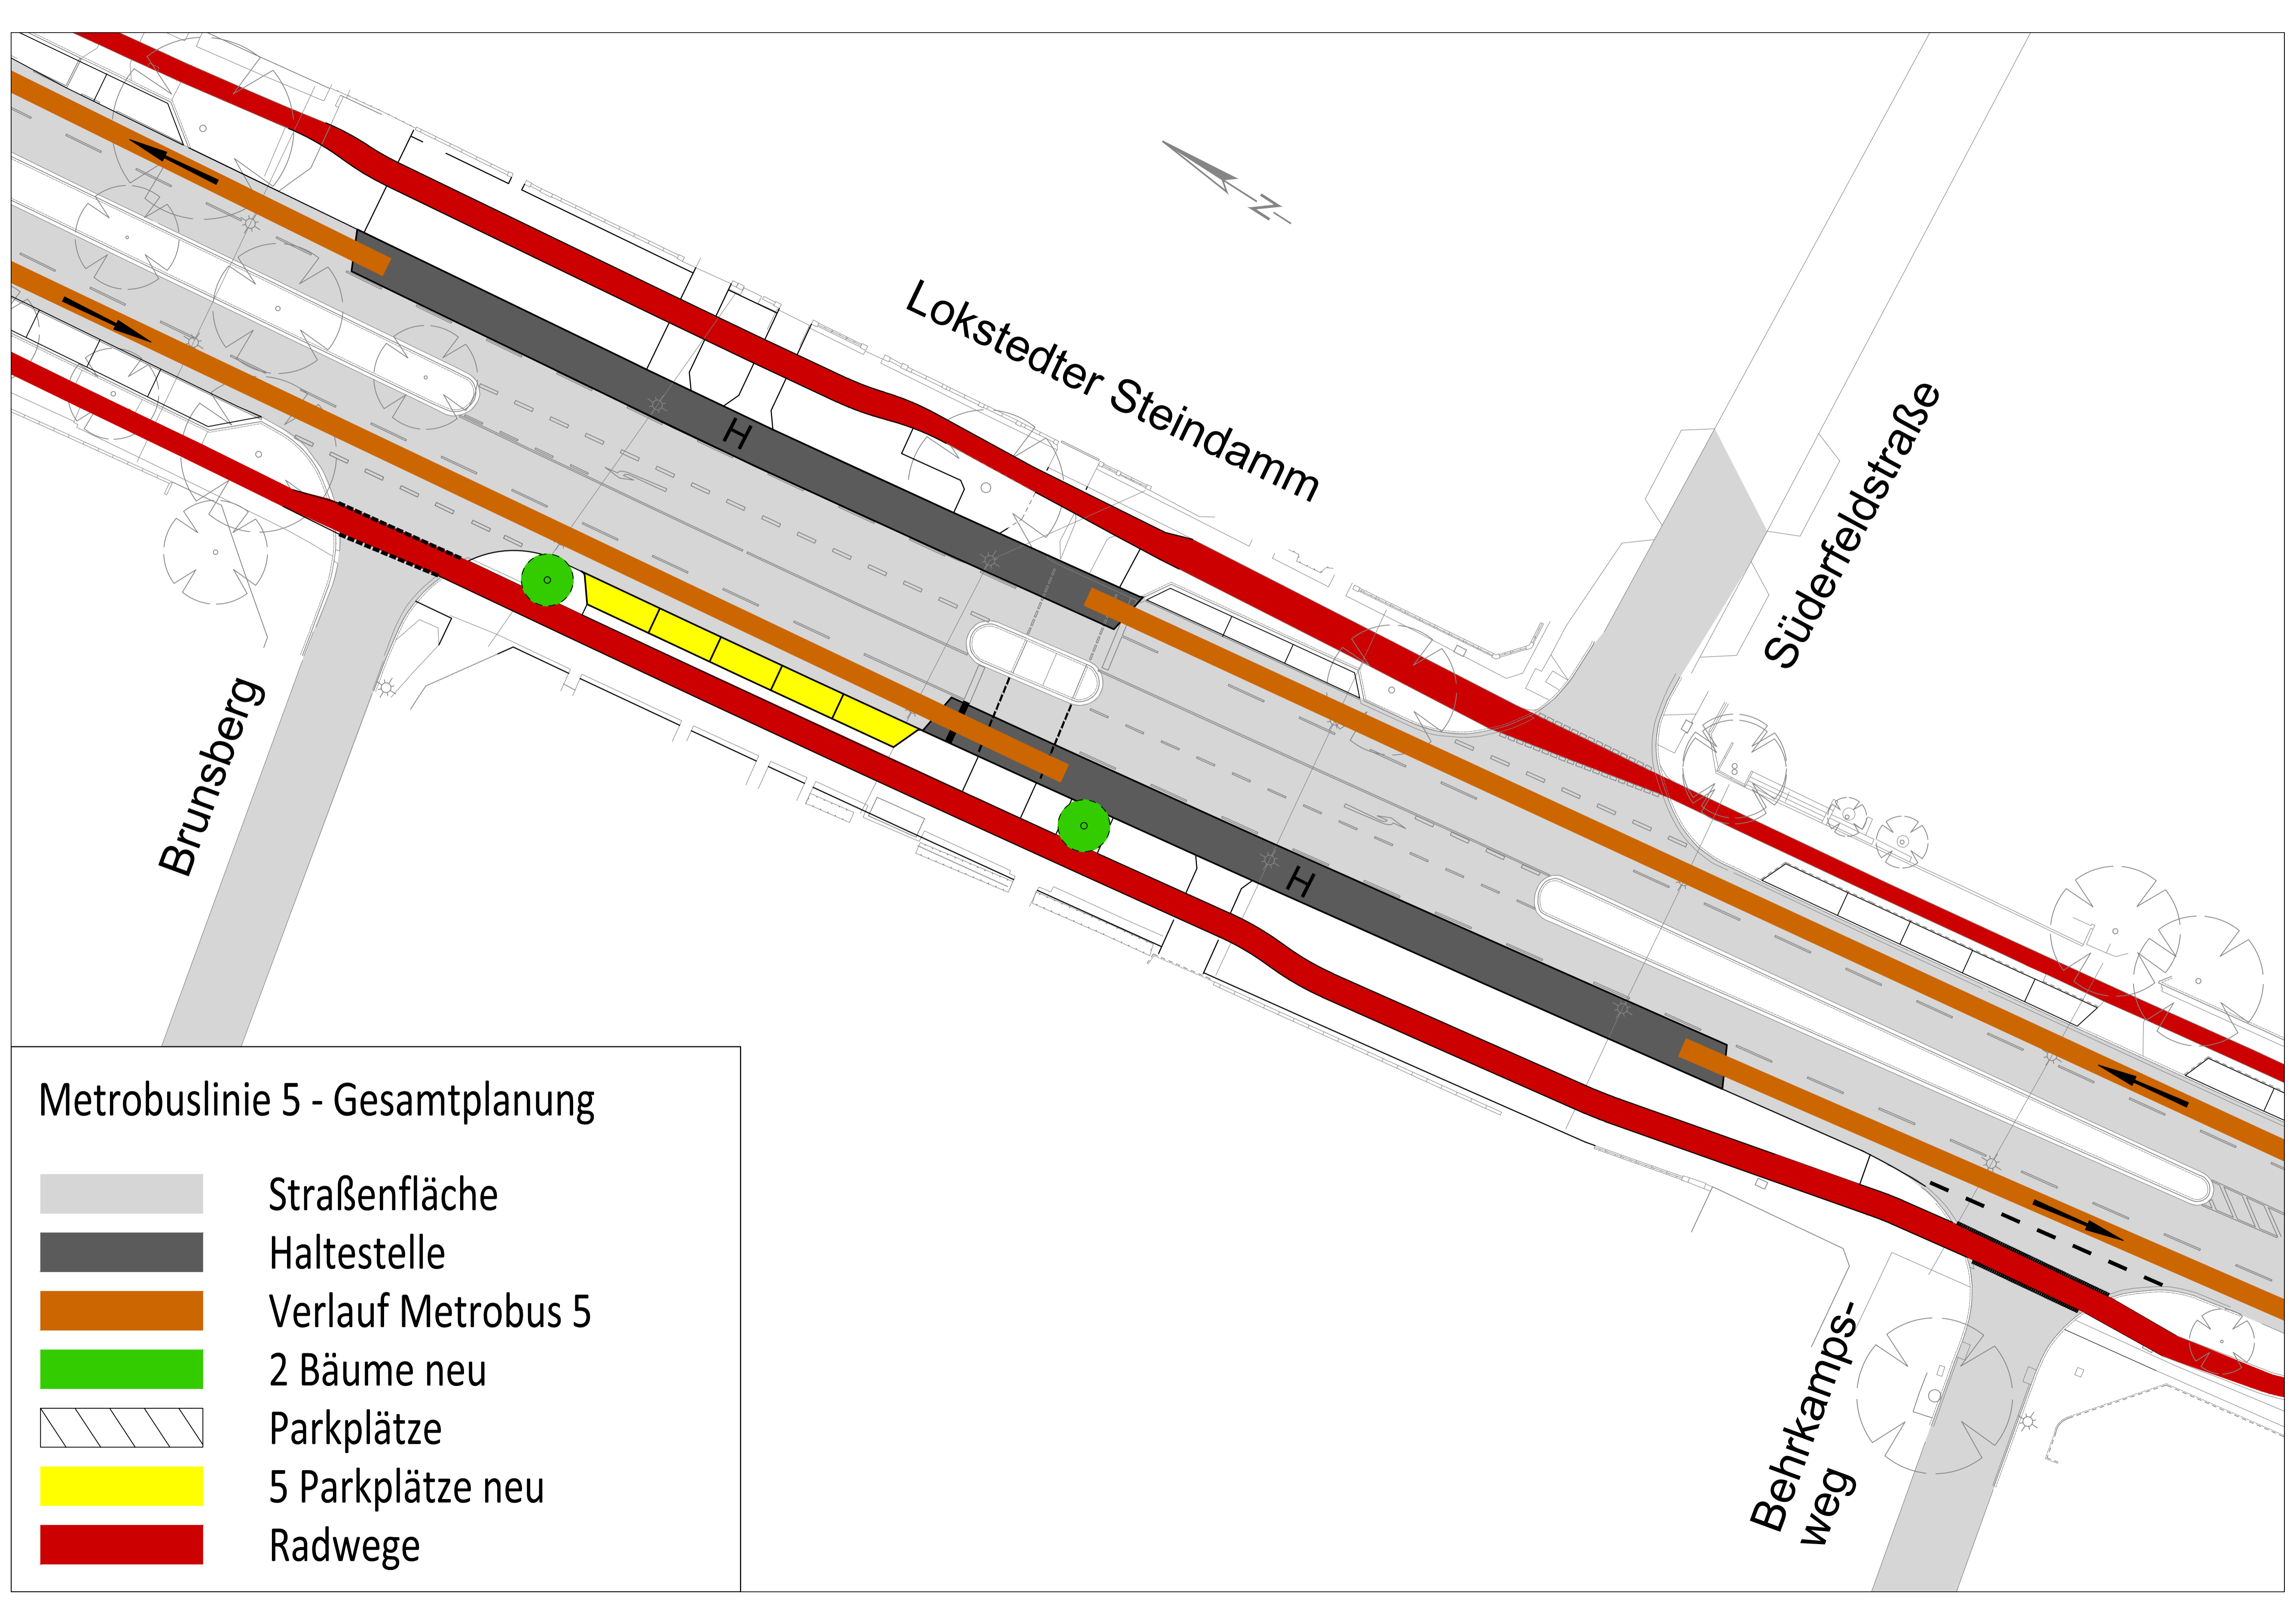 N
Lokstedter Steindamm
Süderfeldstraße
H
Brunsberg
H
Behrkamps-
weg
Metrobuslinie 5 - Gesamtplanung
Straßenfläche
Haltestelle
Verlauf Metrobus 5
2 Bäume neu
Parkplätze
5 Parkplätze neu
Radwege